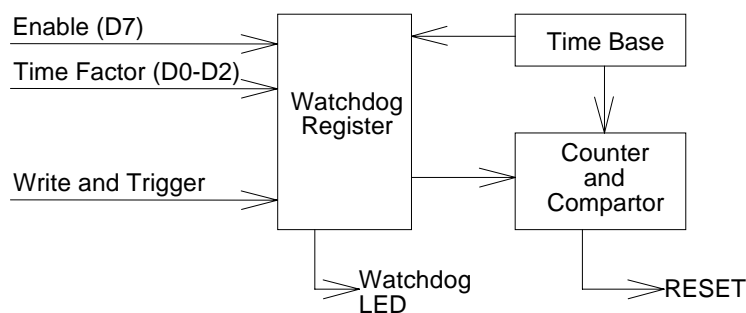 Enable (D7)
Time Factor (D0-D2)
Write and Trigger
Watchdog
Register
Time Base
Counter
and
Compartor
Watchdog
LED
RESET